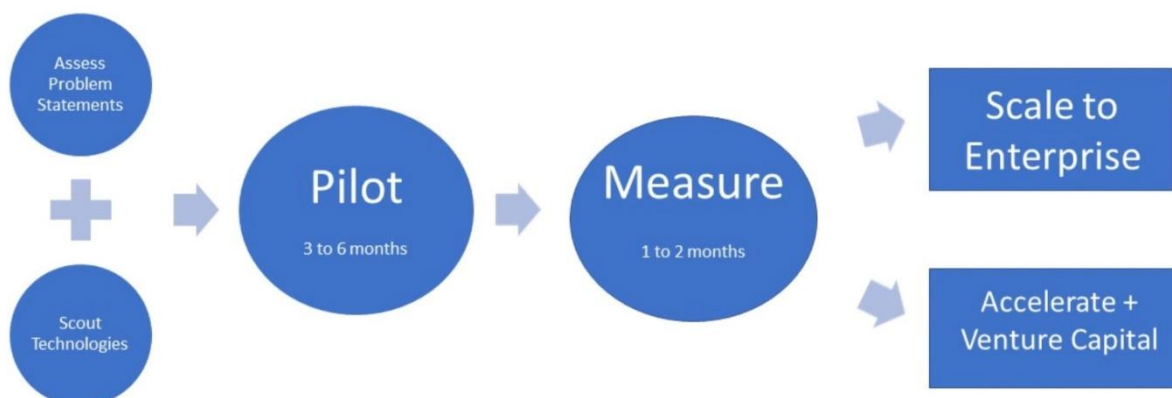 Assess
Problem
Statements
Scout
Technologies
Pilot
3 to 6 months
Measure
1 to 2 months
Scale to
Enterprise
Accelerate +
Venture Capital